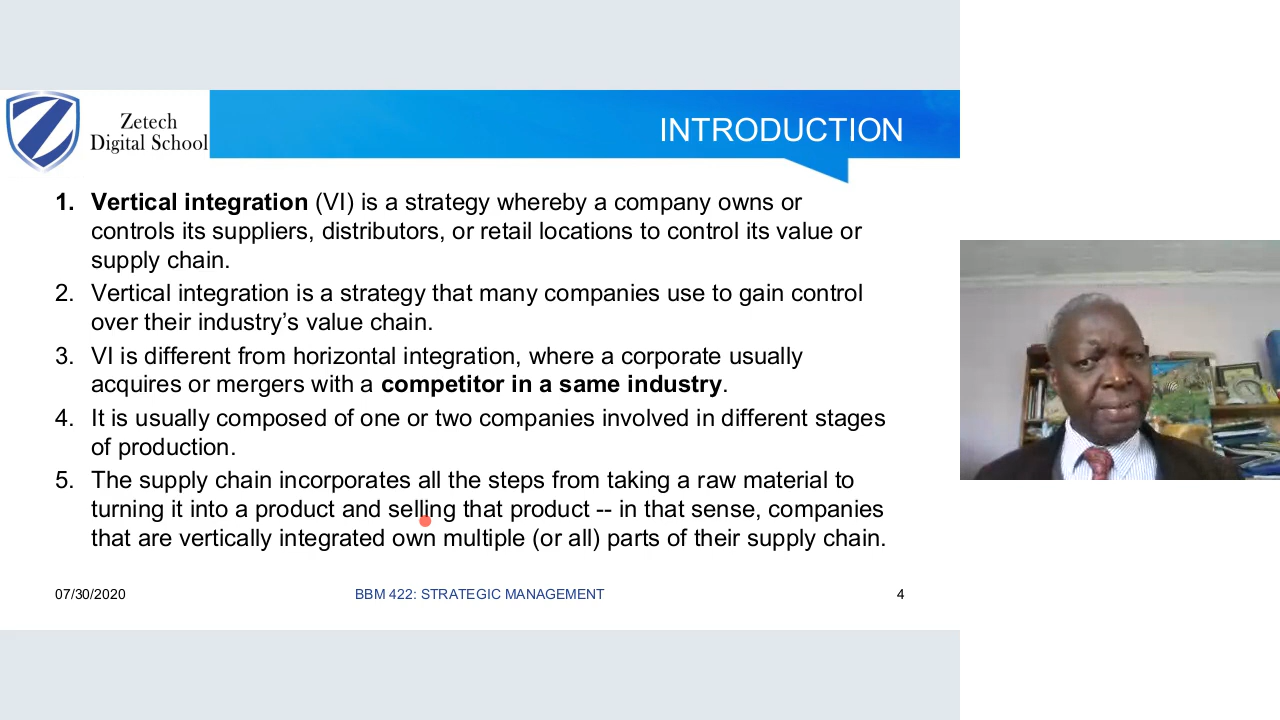 Zetech
Digital School
INTRODUCTION
1. Vertical integration (VI) is a strategy whereby a company owns or
controls its suppliers, distributors, or retail locations to control its value or
supply chain.
2. Vertical integration is a strategy that many companies use to gain control
over their industry’s value chain.
3. VI is different from horizontal integration, where a corporate usually
acquires or mergers with a competitor in a same industry.
4. It is usually composed of one or two companies involved in different stages
of production.
5. The supply chain incorporates all the steps from taking a raw material to
turning it into a product and selling that product -- in that sense, companies
that are vertically integrated own multiple (or all) parts of their supply chain.
07/30/2020
BBM 422: STRATEGIC MANAGEMENT
4